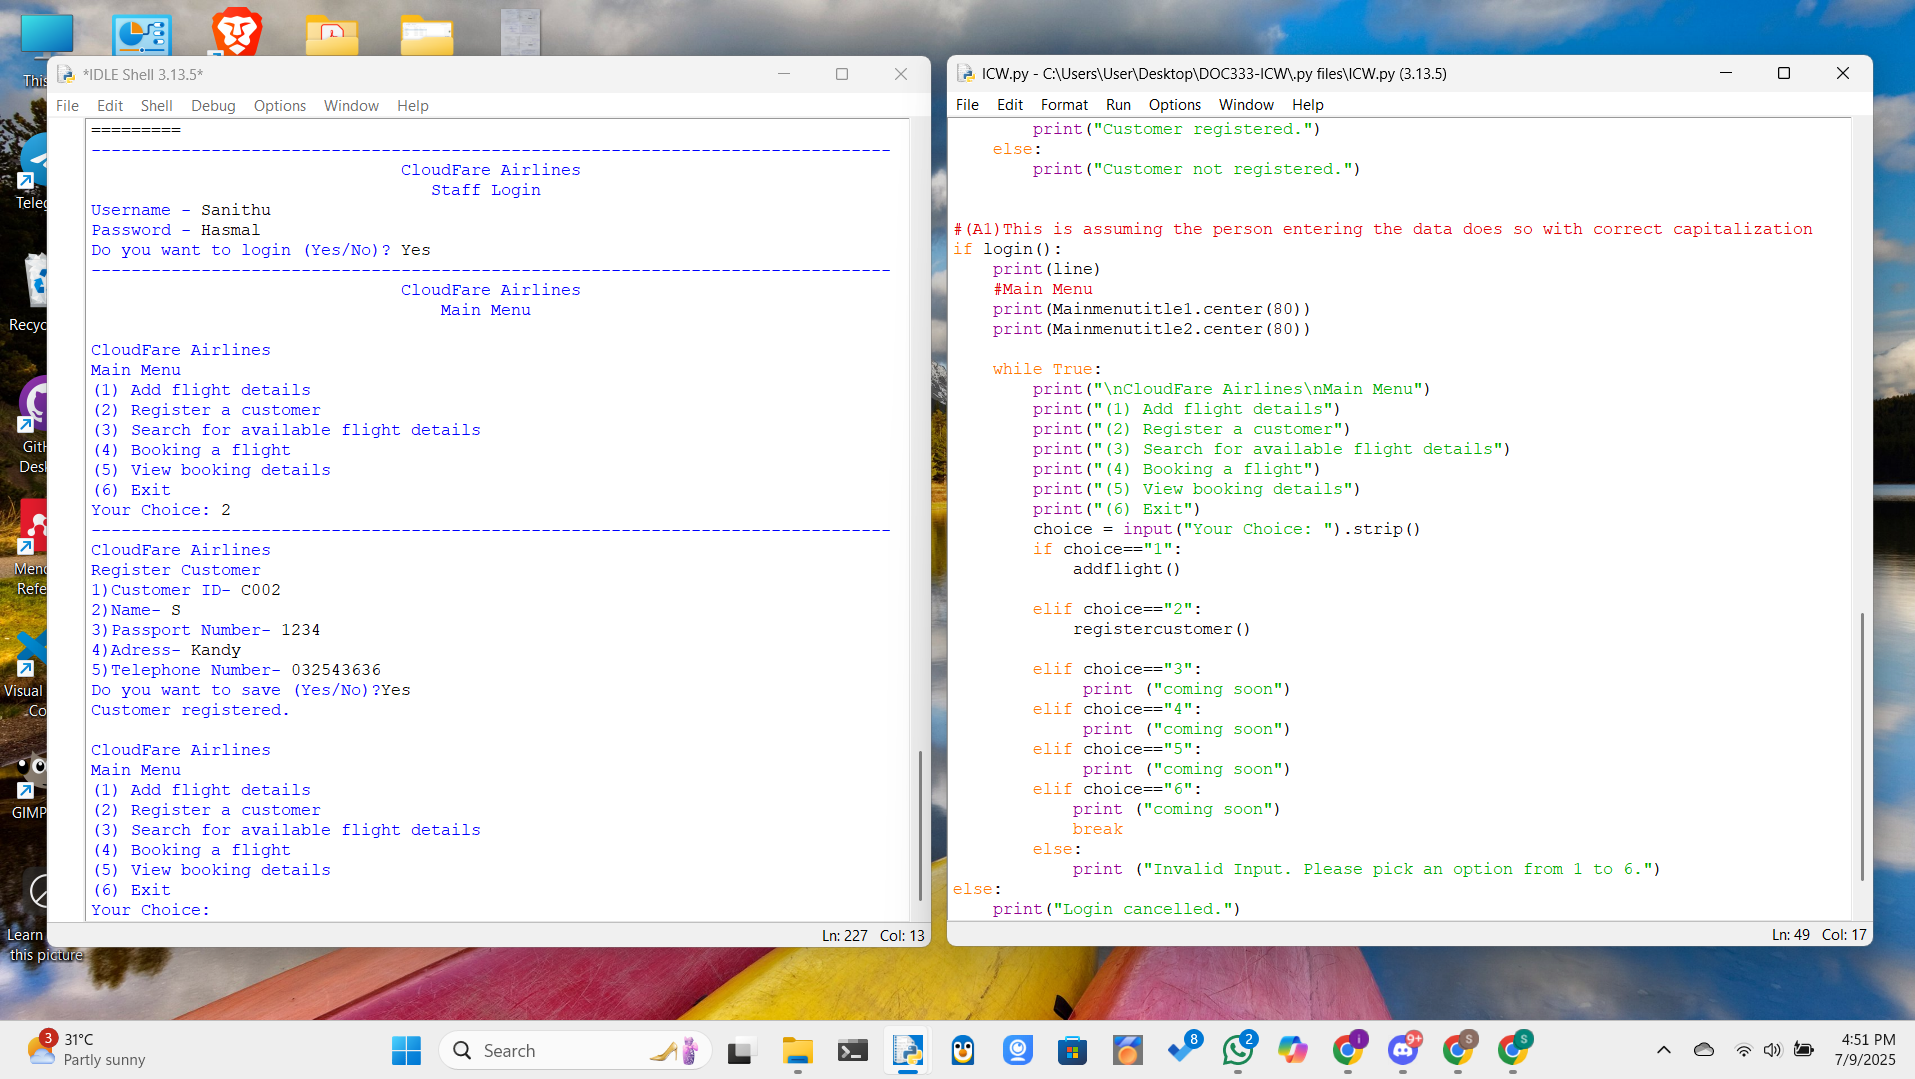 This
Teleg
Recyc
GitH
Desk
Mend
Refe
Visual
Co
GIMP
Learn
this picture
*IDLE Shell 3.13.5*
File Edit Shell Debug Options Window Help
=========
--------------------------------------------------------------------------------
CloudFare Airlines
Staff Login
Username - Sanithu
Password - Hasmal
Do you want to login (Yes/No)? Yes
--------------------------------------------------------------------------------
CloudFare Airlines
Main Menu
CloudFare Airlines
Main Menu
(1) Add flight details
(2) Register a customer
(3) Search for available flight details
(4) Booking a flight
(5) View booking details
(6) Exit
Your Choice: 2
--------------------------------------------------------------------------------
CloudFare Airlines
Register Customer
1)Customer ID- C002
2)Name- S
3)Passport Number- 1234
4)Adress- Kandy
5)Telephone Number- 032543636
Do you want to save (Yes/No)?Yes
Customer registered.
CloudFare Airlines
Main Menu
(1) Add flight details
(2) Register a customer
(3) Search for available flight details
(4) Booking a flight
(5) View booking details
(6) Exit
Your Choice:
Ln: 227 Col: 13
ICW.py - C:\Users\User\Desktop\DOC333-ICW\.py files\ICW.py (3.13.5)
File Edit Format Run Options Window Help
        print("Customer registered.")
    else:
        print("Customer not registered.")
#(A1)This is assuming the person entering the data does so with correct capitalization
if login():
    print(line)
    #Main Menu
    print(Mainmenutitle1.center(80))
    print(Mainmenutitle2.center(80))
    while True:
        print("\nCloudFare Airlines\nMain Menu")
        print("(1) Add flight details")
        print("(2) Register a customer")
        print("(3) Search for available flight details")
        print("(4) Booking a flight")
        print("(5) View booking details")
        print("(6) Exit")
        choice = input("Your Choice: ").strip()
        if choice=="1":
            addflight()
        elif choice=="2":
            registercustomer()
        elif choice=="3":
             print ("coming soon")
        elif choice=="4":
             print ("coming soon")
        elif choice=="5":
             print ("coming soon")
        elif choice=="6":
            print ("coming soon")
            break
        else:
            print ("Invalid Input. Please pick an option from 1 to 6.")
else:
    print("Login cancelled.")
Ln: 49 Col: 17
3
31°C
Partly sunny
Search
8
2
i
9+
S
S
4:51 PM
7/9/2025